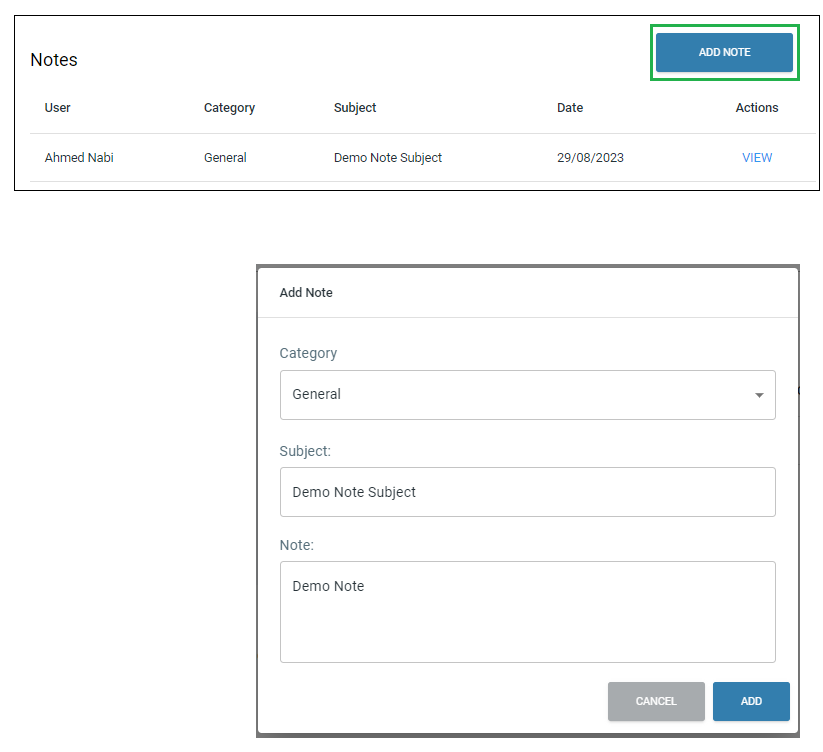 Notes
ADD NOTE
User Category Subject Date Actions
Ahmed Nabi General Demo Note Subject 29/08/2023 VIEW
Add Note
Category
General
Subject:
Demo Note Subject
Note:
Demo Note
CANCEL ADD